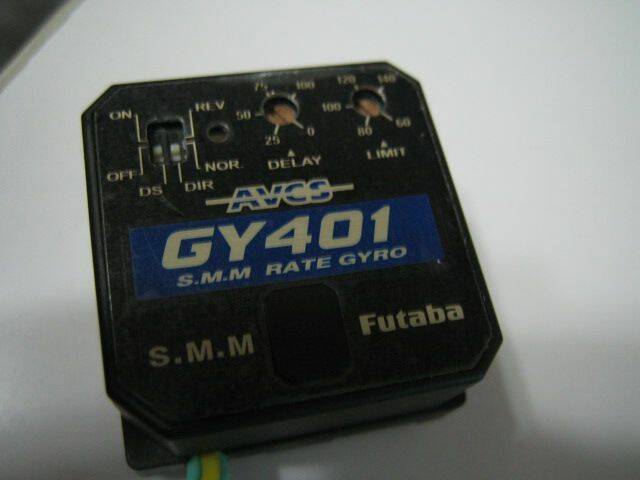 ON REV
OFF NOR.
DS DIR
75 100
50 0
25
DELAY
120 140
100 60
80
LIMIT
AVCS
GY401
S.M.M RATE GYRO
S.M.M Futaba